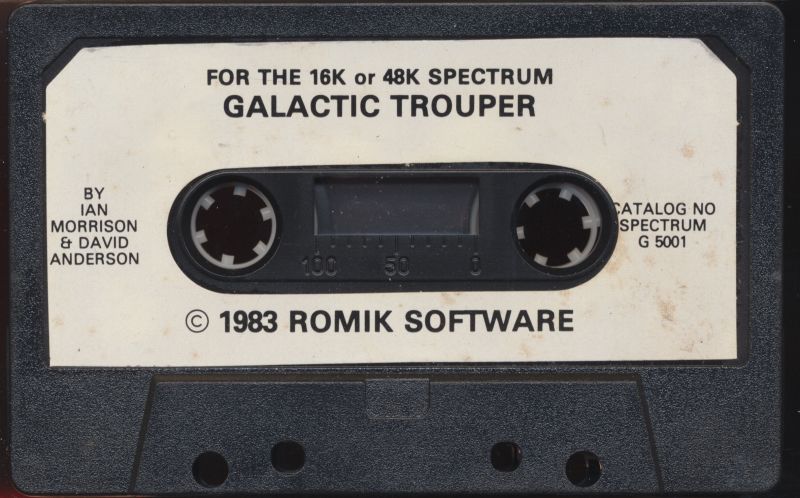 FOR THE 16K or 48K SPECTRUM
GALACTIC TROUPER
BY
IAN
MORRISON
& DAVID
ANDERSON
CATALOG NO
SPECTRUM
G 5001
100 50 0
© 1983 ROMIK SOFTWARE